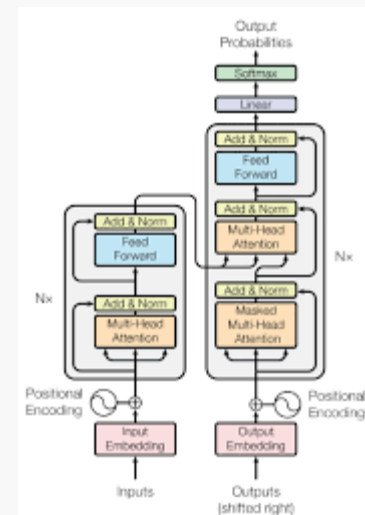 Output
Probabilities
Softmax
Linear
Add & Norm
Feed
Forward
Add & Norm
Multi-Head
Attention
Nx
Add & Norm
Masked
Multi-Head
Attention
Add & Norm
Feed
Forward
Nx
Add & Norm
Multi-Head
Attention
Positional
Encoding
Positional
Encoding
Input
Embedding
Output
Embedding
Inputs
Outputs
(shifted right)